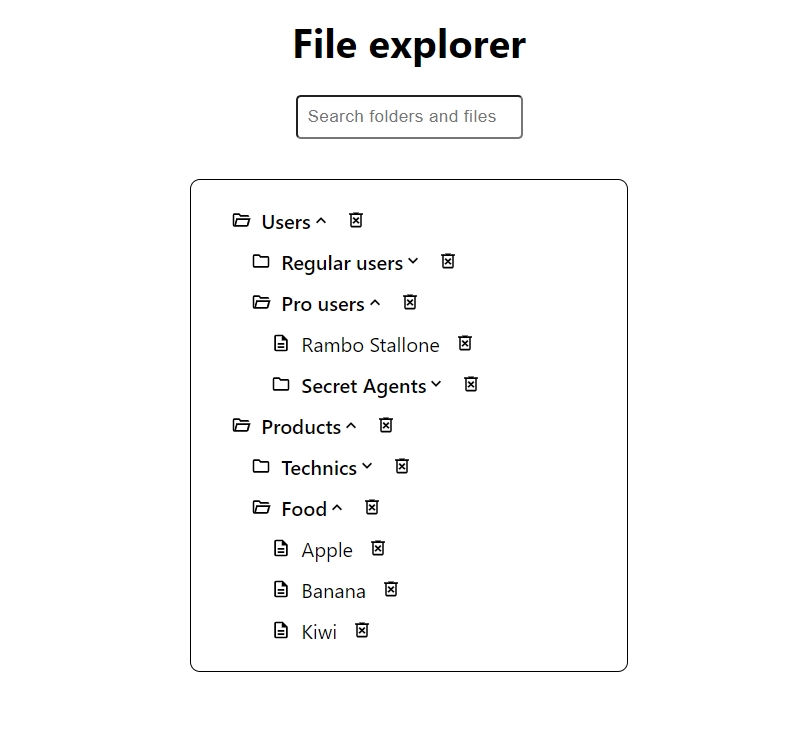 File explorer
Search folders and files
Users
Regular users
Pro users
Rambo Stallone
Secret Agents
Products
Technics
Food
Apple
Banana
Kiwi